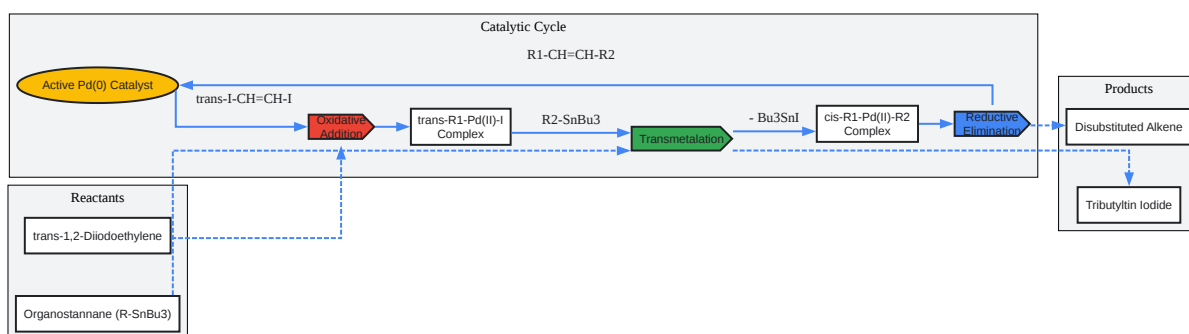 Catalytic Cycle
R1-CH=CH-R2
Active Pd(0) Catalyst
trans-I-CH=CH-I
Oxidative
Addition
trans-R1-Pd(II)-I
Complex
R2-SnBu3
Transmetalation
- Bu3SnI
cis-R1-Pd(II)-R2
Complex
Reductive
Elimination
Products
Disubstituted Alkene
Tributyltin Iodide
Reactants
trans-1,2-Diiodoethylene
Organostannane (R-SnBu3)